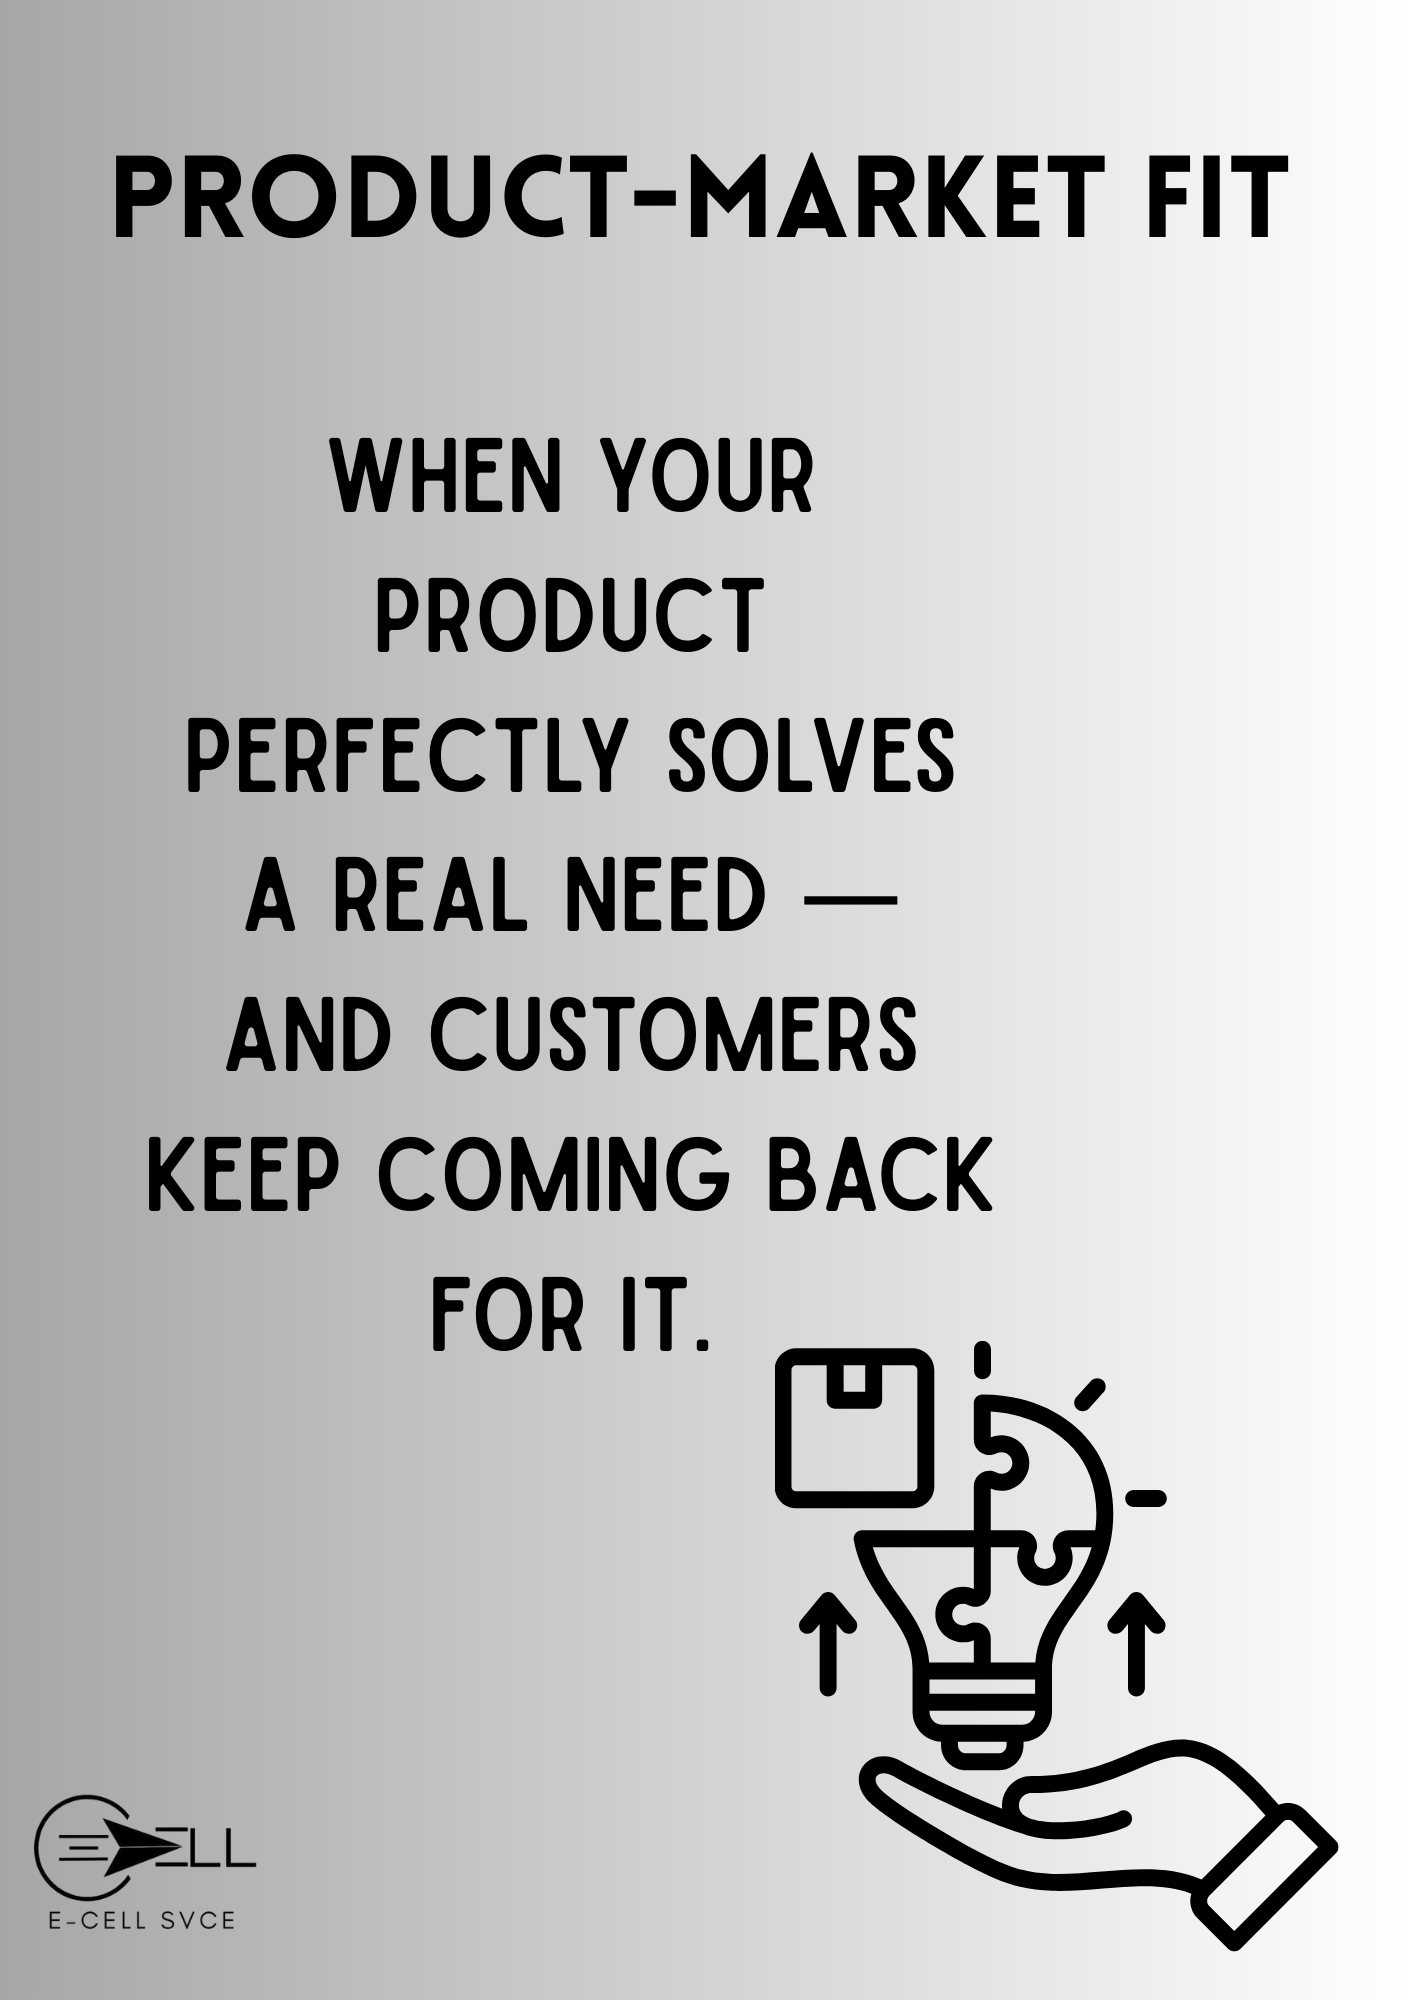 PRODUCT-MARKET FIT
WHEN YOUR
PRODUCT
PERFECTLY SOLVES
A REAL NEED —
AND CUSTOMERS
KEEP COMING BACK
FOR IT.
E-CELL
E-CELL SVCE